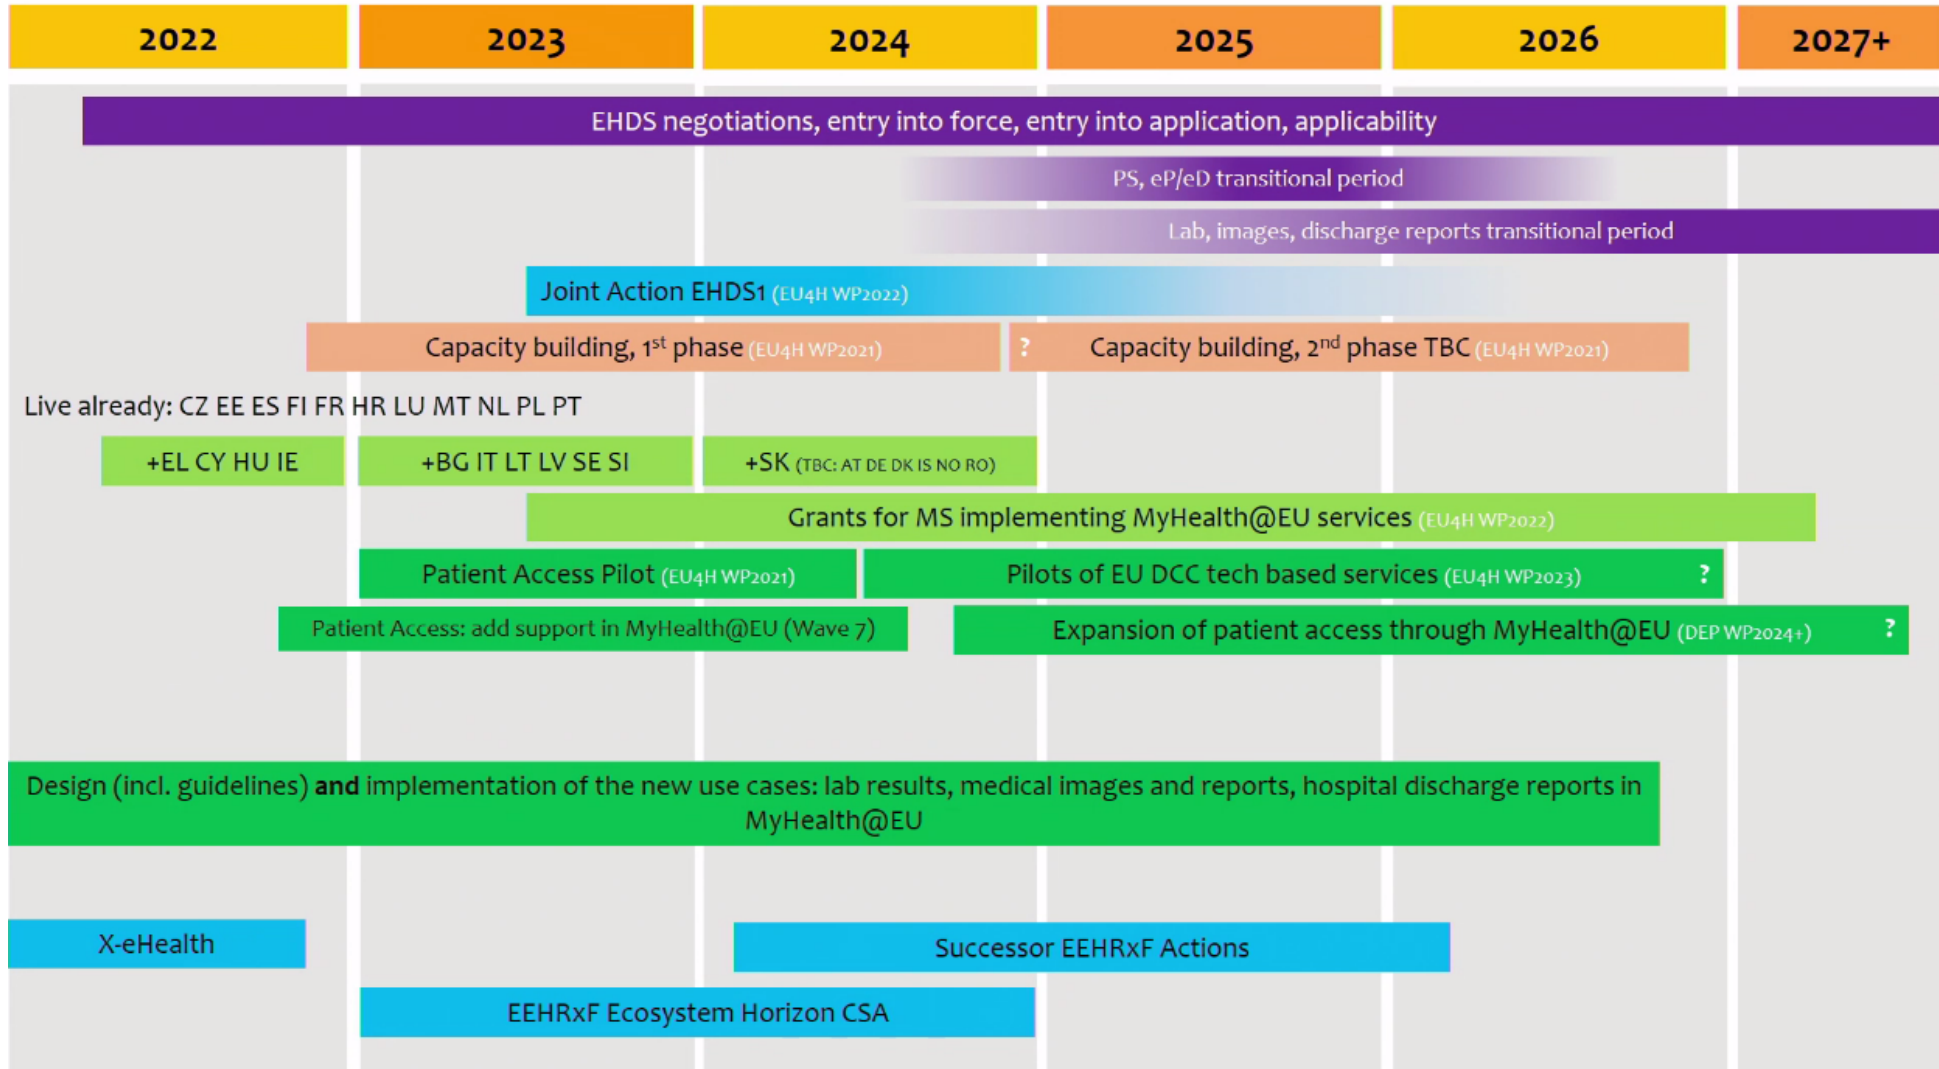 2022 2023 2024 2025 2026 2027+
EHDS negotiations, entry into force, entry into application, applicability
PS, eP/eD transitional period
Lab, images, discharge reports transitional period
Joint Action EHDS1 (EU4H WP2022)
Capacity building, 1st phase (EU4H WP2021) ? Capacity building, 2nd phase TBC (EU4H WP2021)
Live already: CZ EE ES FI FR HR LU MT NL PL PT
+EL CY HU IE +BG IT LT LV SE SI +SK (TBC: AT DE DK IS NO RO)
Grants for MS implementing MyHealth@EU services (EU4H WP2022)
Patient Access Pilot (EU4H WP2021) Pilots of EU DCC tech based services (EU4H WP2023) ?
Patient Access: add support in MyHealth@EU (Wave 7) Expansion of patient access through MyHealth@EU (DEP WP2024+) ?
Design (incl. guidelines) and implementation of the new use cases: lab results, medical images and reports, hospital discharge reports in
MyHealth@EU
X-eHealth Successor EEHRxF Actions
EEHRxF Ecosystem Horizon CSA